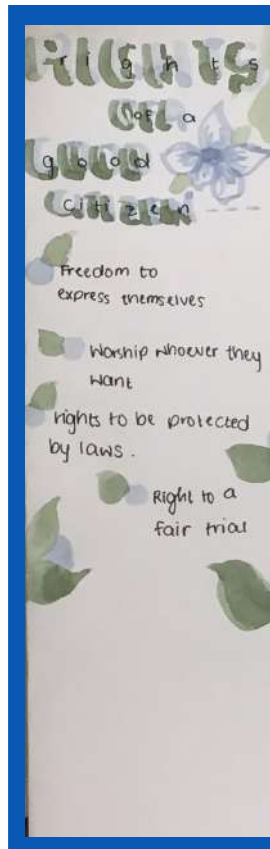 rights
of a
good
citizen
Freedom to
express themselves
Worship whoever they
want
rights to be protected
by laws.
Right to a
fair trial